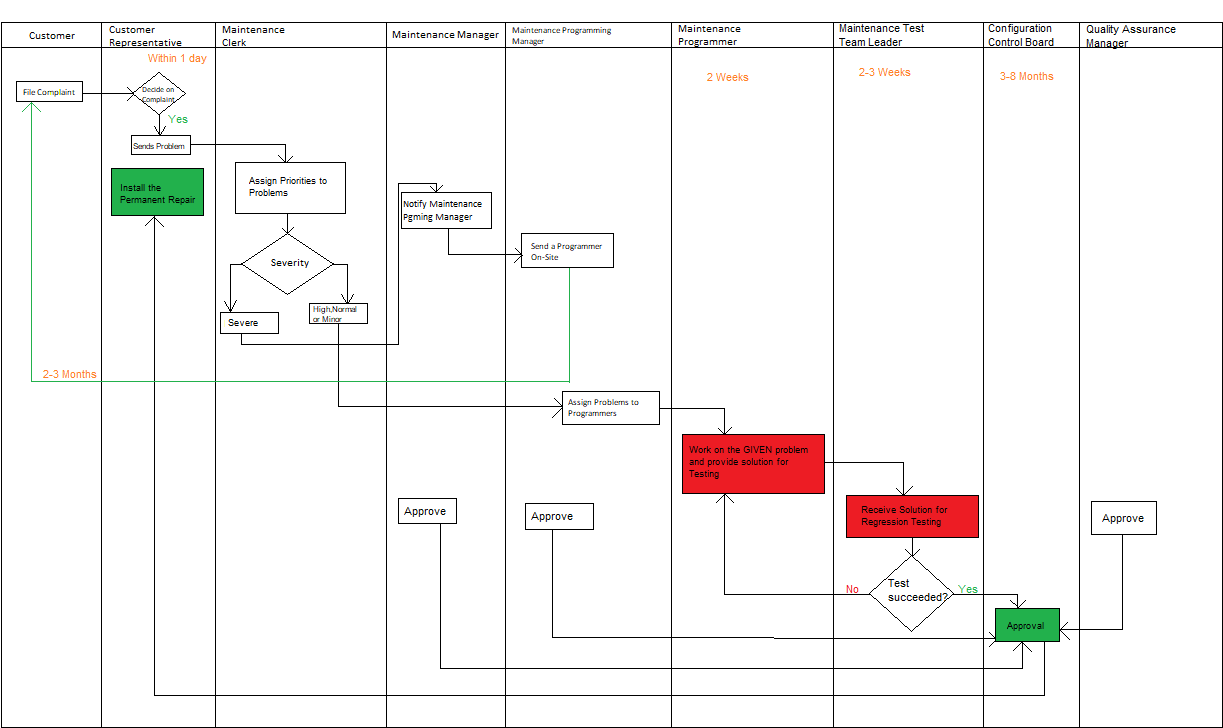 Customer
Customer
Representative
Maintenance
Clerk
Maintenance Manager
Maintenance Programming
Manager
Maintenance
Programmer
Maintenance Test
Team Leader
Configuration
Control Board
Quality Assurance
Manager
Within 1 day
2 Weeks
2-3 Weeks
3-8 Months
File Complaint
Decide on
Complaint
Yes
Sends Problem
Install the
Permanent Repair
Assign Priorities to
Problems
Notify Maintenance
Pgming Manager
Send a Programmer
On-Site
Severity
Severe
High,Normal
or Minor
2-3 Months
Assign Problems to
Programmers
Work on the GIVEN problem
and provide solution for
Testing
Approve
Approve
Receive Solution for
Regression Testing
Approve
No
Test
succeeded?
Yes
Approval